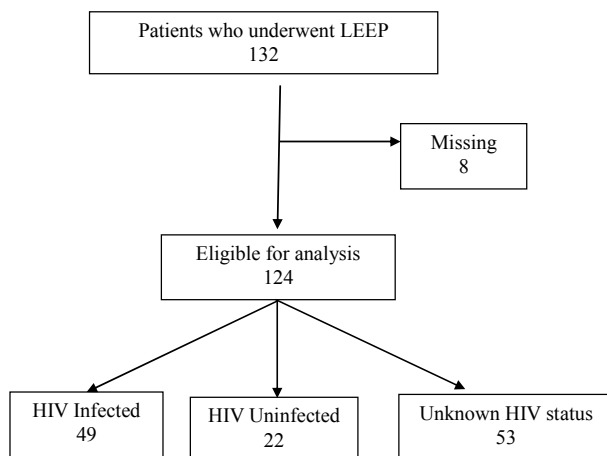 Patients who underwent LEEP
132
Missing
8
Eligible for analysis
124
HIV Infected
49
HIV Uninfected
22
Unknown HIV status
53